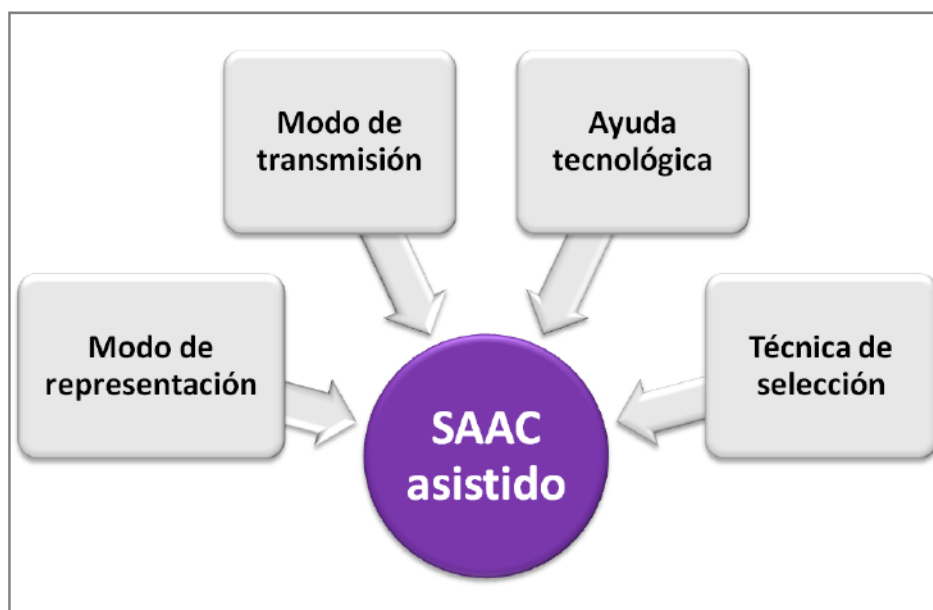 Modo de
transmisión
Ayuda
tecnológica
Modo de
representación
Técnica de
selección
SAAC
asistido